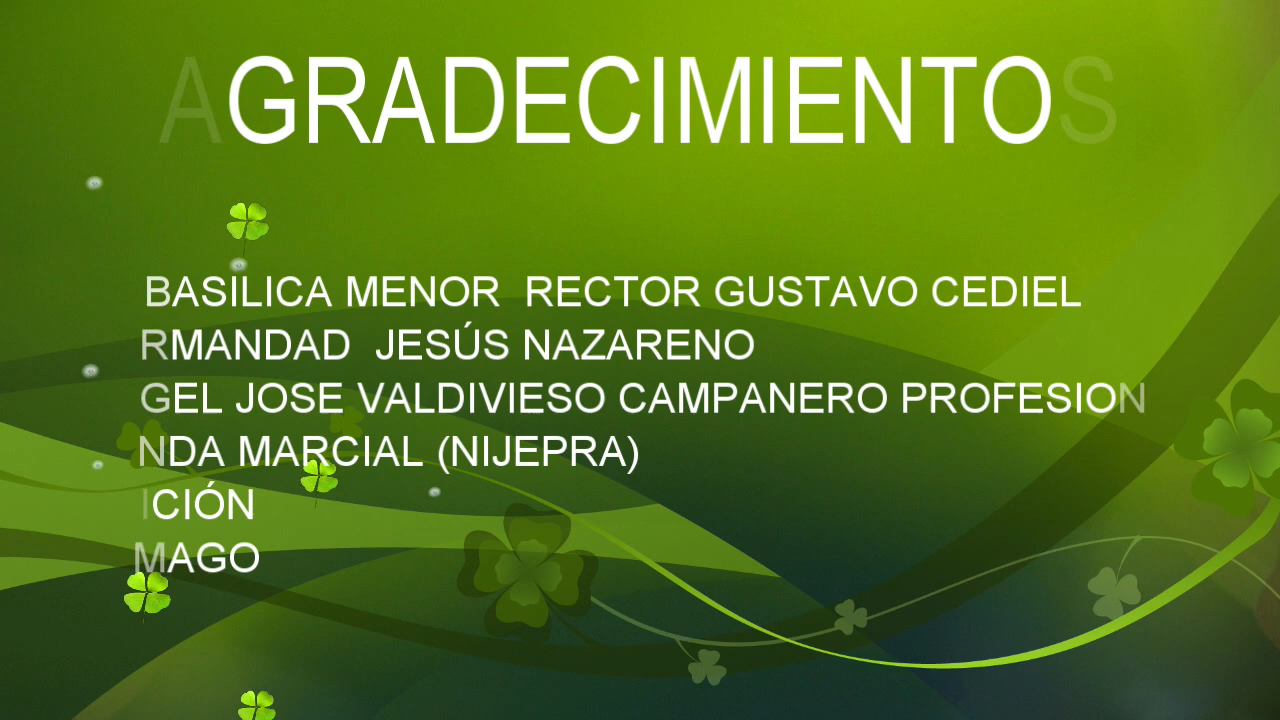 AGRADECIMIENTOS
BASILICA MENOR RECTOR GUSTAVO CEDIEL
RMANDAD JESÚS NAZARENO
GEL JOSE VALDIVIESO CAMPANERO PROFESION
NDA MARCIAL (NIJEPRA)
ICIÓN
MAGO